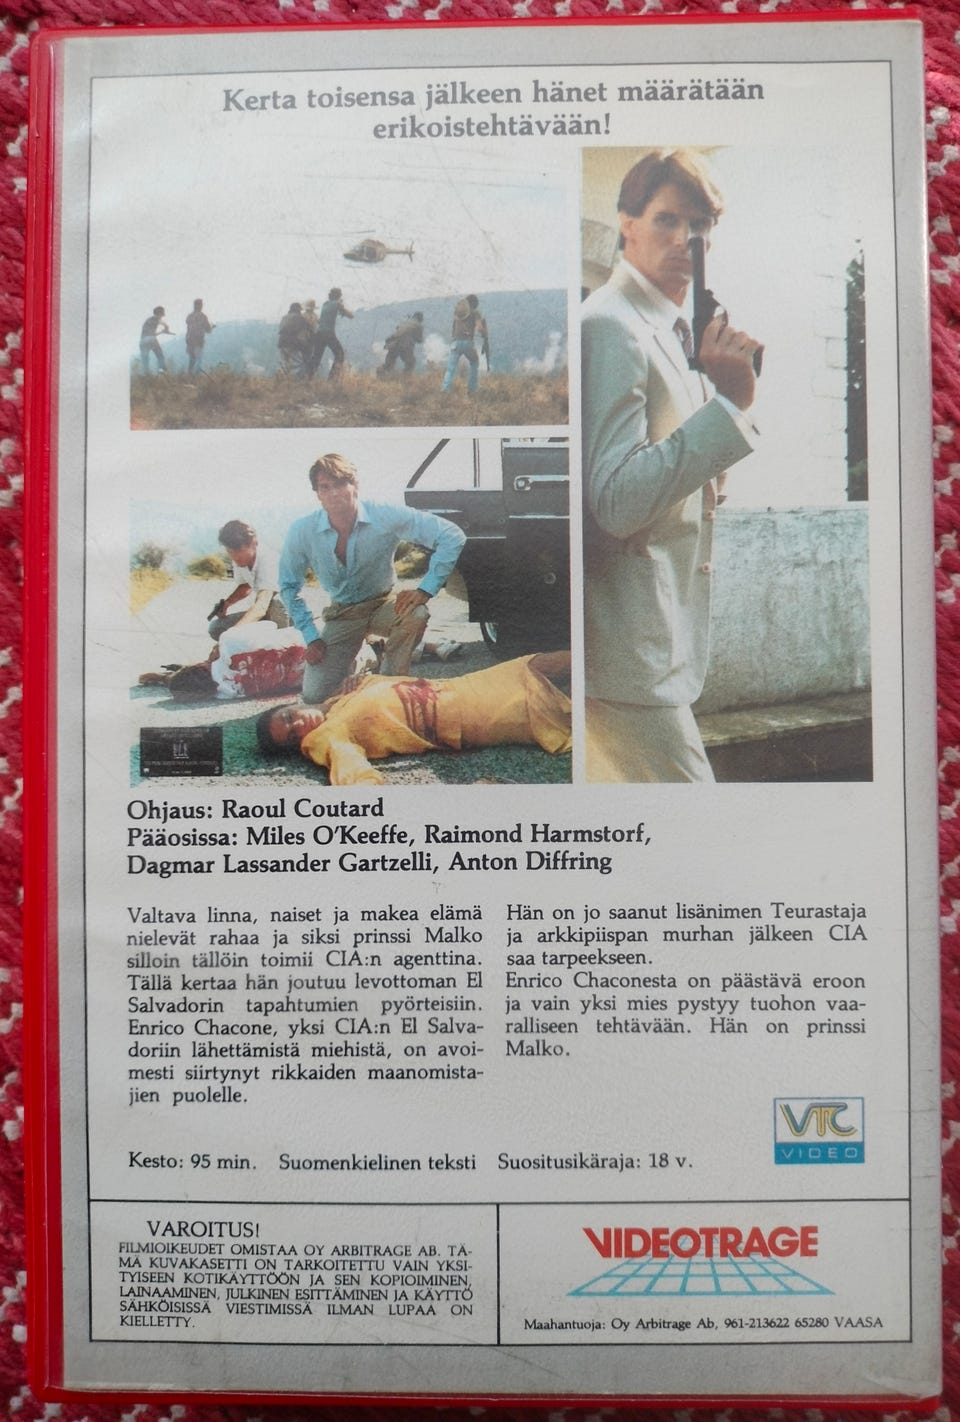 Kerta toisensa jälkeen hänet määrätään
erikoistehtävään!
Ohjaus: Raoul Coutard
Pääosissa: Miles O'Keeffe, Raimond Harmstorf,
Dagmar Lassander Gartzelli, Anton Diffring
Valtava linna, naiset ja makea elämä
nielevät rahaa ja siksi prinssi Malko
silloin tällöin toimii CIA:n agenttina.
Tällä kertaa hän joutuu levottoman El
Salvadorin tapahtumien pyörteisiin.
Enrico Chacone, yksi CIA:n El Salva-
doriin lähettämistä miehistä, on avoi-
mesti siirtynyt rikkaiden maanomista-
jien puolelle.
Hän on jo saanut lisänimen Teurastaja
ja arkkipiispan murhan jälkeen CIA
saa tarpeekseen.
Enrico Chaconesta on päästävä eroon
ja vain yksi mies pystyy tuohon vaa-
ralliseen tehtävään. Hän on prinssi
Malko.
VTC
VIDEO
Kesto: 95 min. Suomenkielinen teksti Suositusikäraja: 18 v.
VAROITUS!
FILMIOIKEUDET OMISTAA OY ARBITRAGE AB. TÄ-
MÄ KUVAKASETTI ON TARKOITETTU VAIN YKSI-
TYISEEN KOTIKÄYTTÖÖN JA SEN KOPIOIMINEN,
LAINAAMINEN, JULKINEN ESITTÄMINEN JA KÄYTTÖ
SÄHKÖISISSÄ VIESTIMISSÄ ILMAN LUPAA ON
KIELLETTY.
VIDEOTRAGE
Maahantuoja: Oy Arbitrage Ab, 961-213622 65280 VAASA